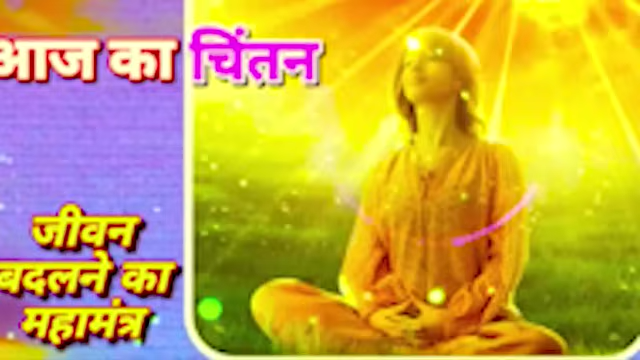 आज का चिंतन
जीवन
बदलने का
महामंत्र